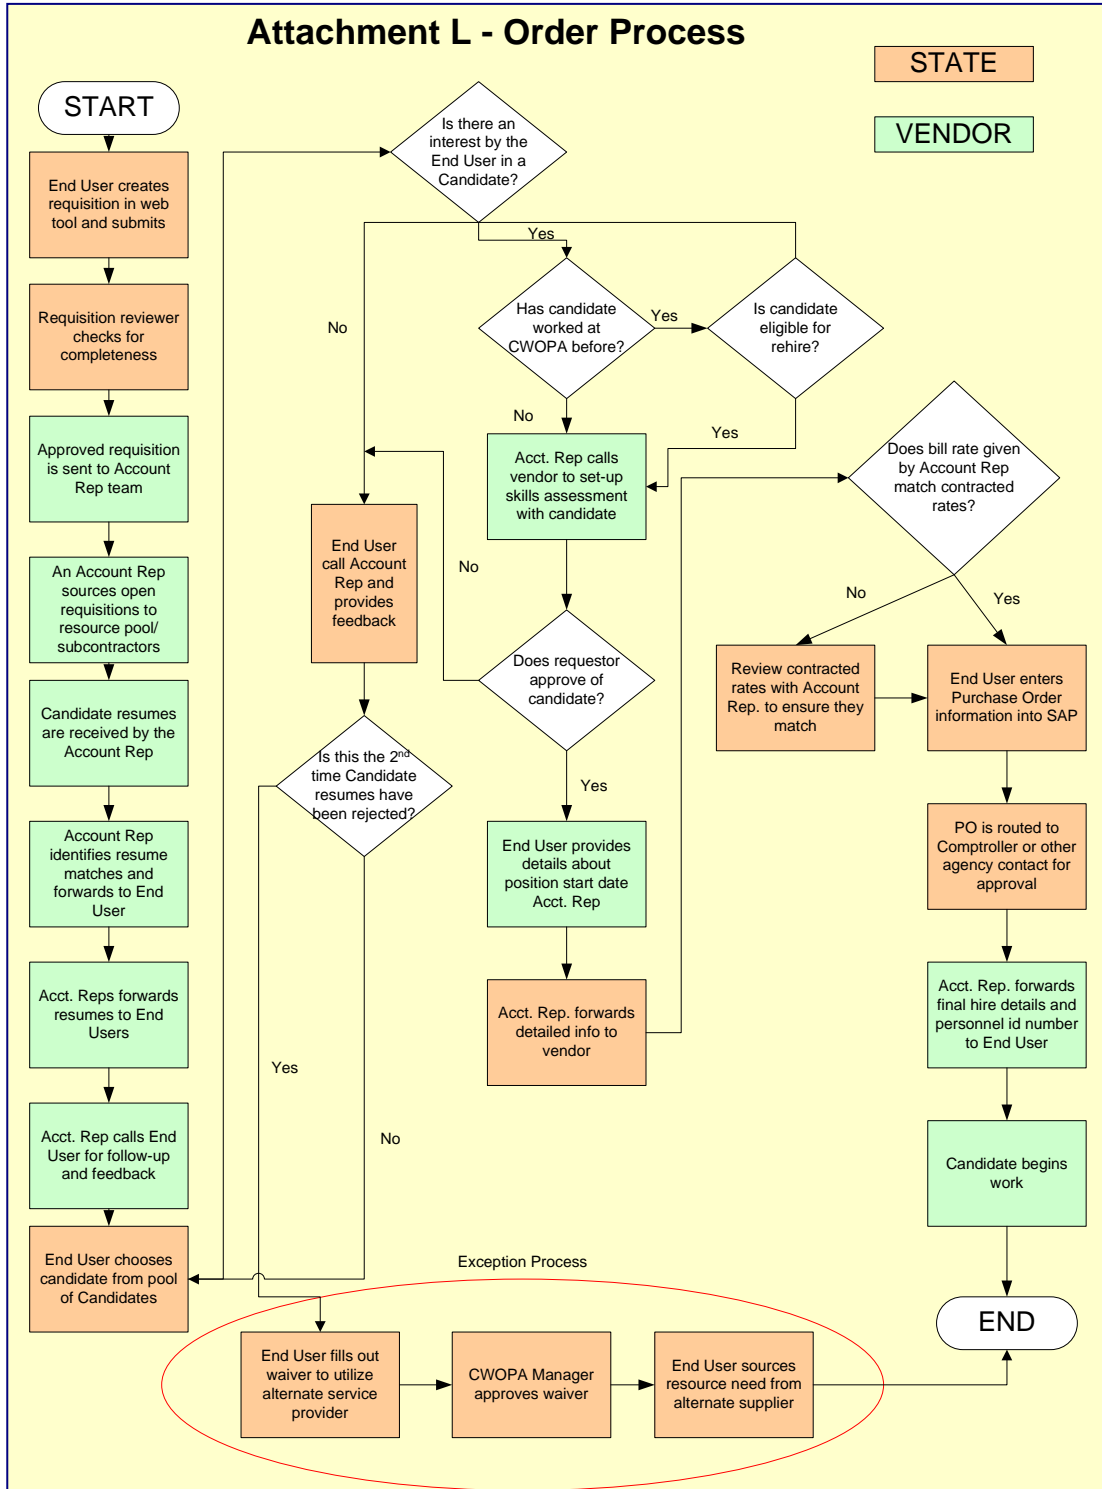 Attachment L - Order Process
STATE
VENDOR
START
End User creates
requisition in web
tool and submits
Requisition reviewer
checks for
completeness
Approved requisition
is sent to Account
Rep team
An Account Rep
sources open
requisitions to
resource pool/
subcontractors
Candidate resumes
are received by the
Account Rep
Account Rep
identifies resume
matches and
forwards to End
User
Acct. Reps forwards
resumes to End
Users
Acct. Rep calls End
User for follow-up
and feedback
End User chooses
candidate from pool
of Candidates
Is there an
interest by the
End User in a
Candidate?
Yes
No
Has candidate
worked at
CWOPA before?
Yes
Is candidate
eligible for
rehire?
No
Yes
Acct. Rep calls
vendor to set-up
skills assessment
with candidate
End User
call Account
Rep and
provides
feedback
No
Does requestor
approve of
candidate?
Is this the 2nd
time Candidate
resumes have
been rejected?
Yes
End User provides
details about
position start date
Acct. Rep
Acct. Rep. forwards
detailed info to
vendor
Yes
No
Does bill rate given
by Account Rep
match contracted
rates?
No
Yes
Review contracted
rates with Account
Rep. to ensure they
match
End User enters
Purchase Order
information into SAP
PO is routed to
Comptroller or other
agency contact for
approval
Acct. Rep. forwards
final hire details and
personnel id number
to End User
Candidate begins
work
END
Exception Process
End User fills out
waiver to utilize
alternate service
provider
CWOPA Manager
approves waiver
End User sources
resource need from
alternate supplier